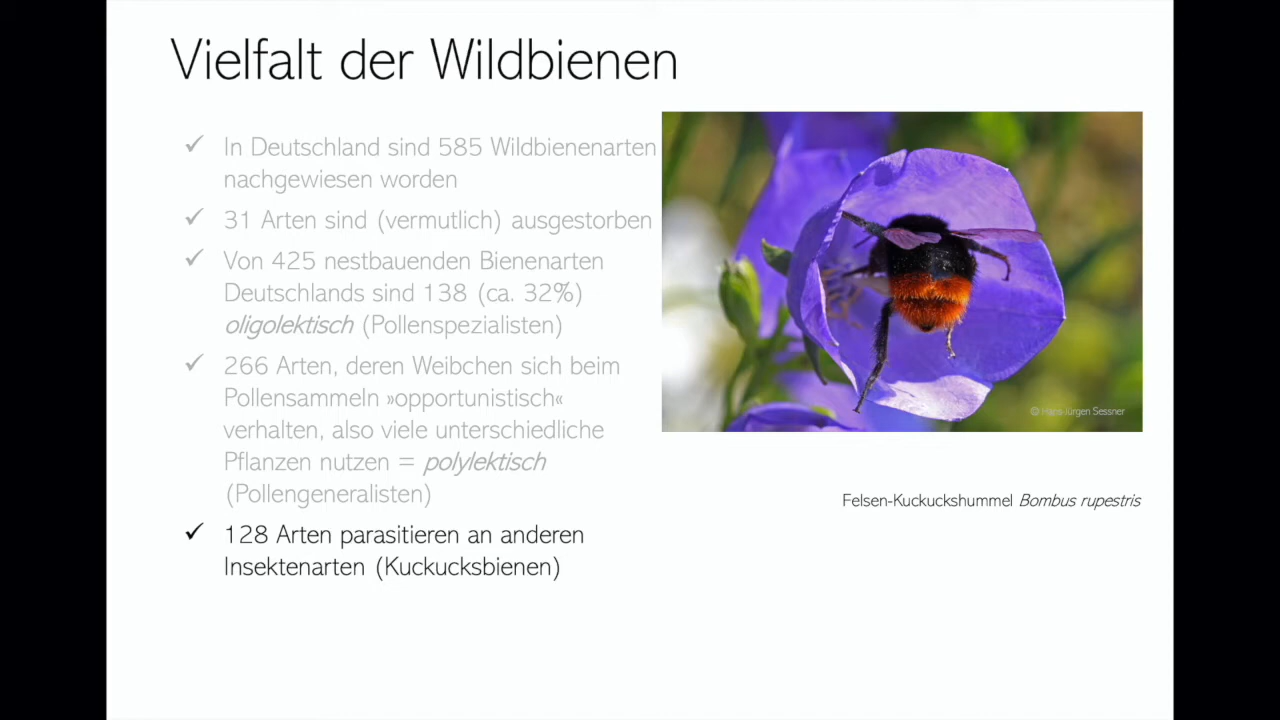 Vielfalt der Wildbienen
✓ In Deutschland sind 585 Wildbienenarten
nachgewiesen worden
✓ 31 Arten sind (vermutlich) ausgestorben
✓ Von 425 nestbauenden Bienenarten
Deutschlands sind 138 (ca. 32%)
oligolektisch (Pollenspezialisten)
✓ 266 Arten, deren Weibchen sich beim
Pollensammeln »opportunistisch«
verhalten, also viele unterschiedliche
Pflanzen nutzen = polylektisch
(Pollengeneralisten)
✓ 128 Arten parasitieren an anderen
Insektenarten (Kuckucksbienen)
© Hans-Jürgen Sessner
Felsen-Kuckuckshummel Bombus rupestris